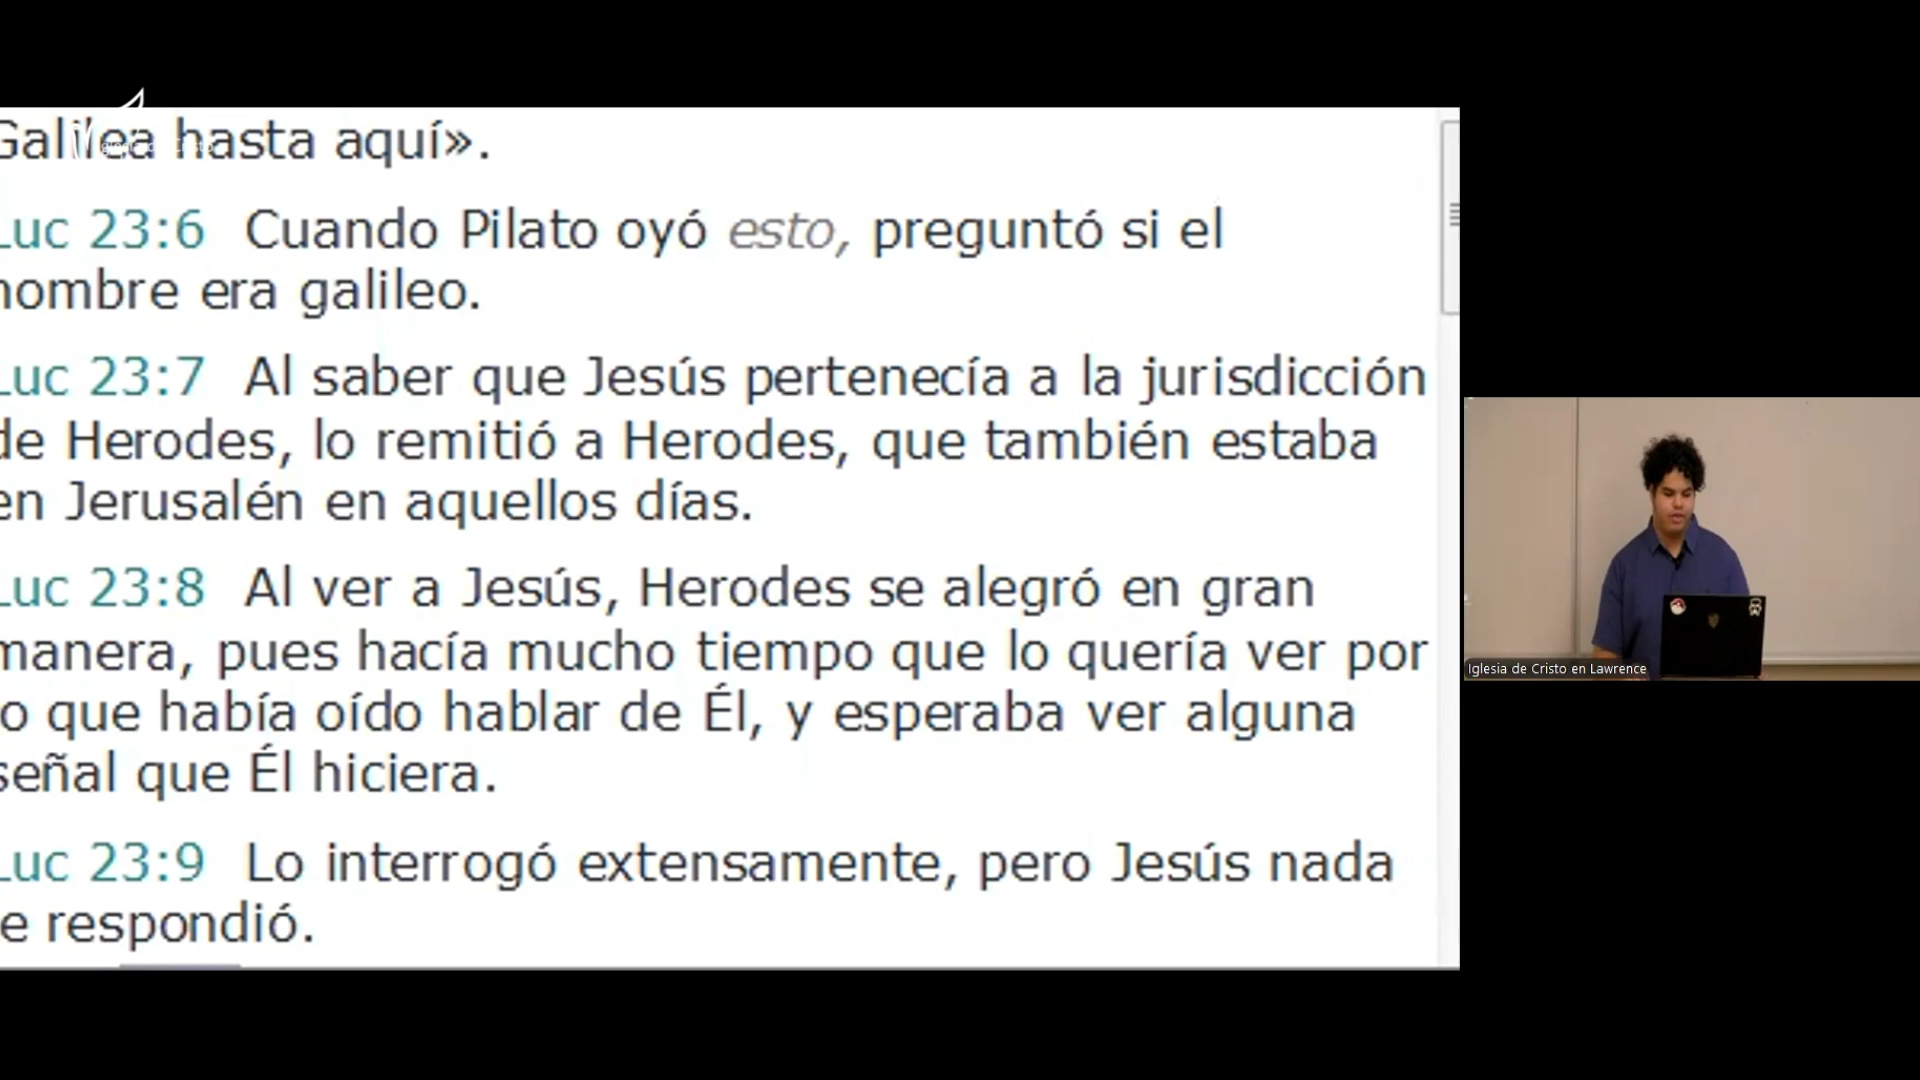 Galilea hasta aquí».
Luc 23:6 Cuando Pilato oyó esto, preguntó si el
hombre era galileo.
Luc 23:7 Al saber que Jesús pertenecía a la jurisdicción
de Herodes, lo remitió a Herodes, que también estaba
en Jerusalén en aquellos días.
Luc 23:8 Al ver a Jesús, Herodes se alegró en gran
manera, pues hacía mucho tiempo que lo quería ver por
lo que había oído hablar de Él, y esperaba ver alguna
señal que Él hiciera.
Luc 23:9 Lo interrogó extensamente, pero Jesús nada
le respondió.
Iglesia de Cristo en Lawrence